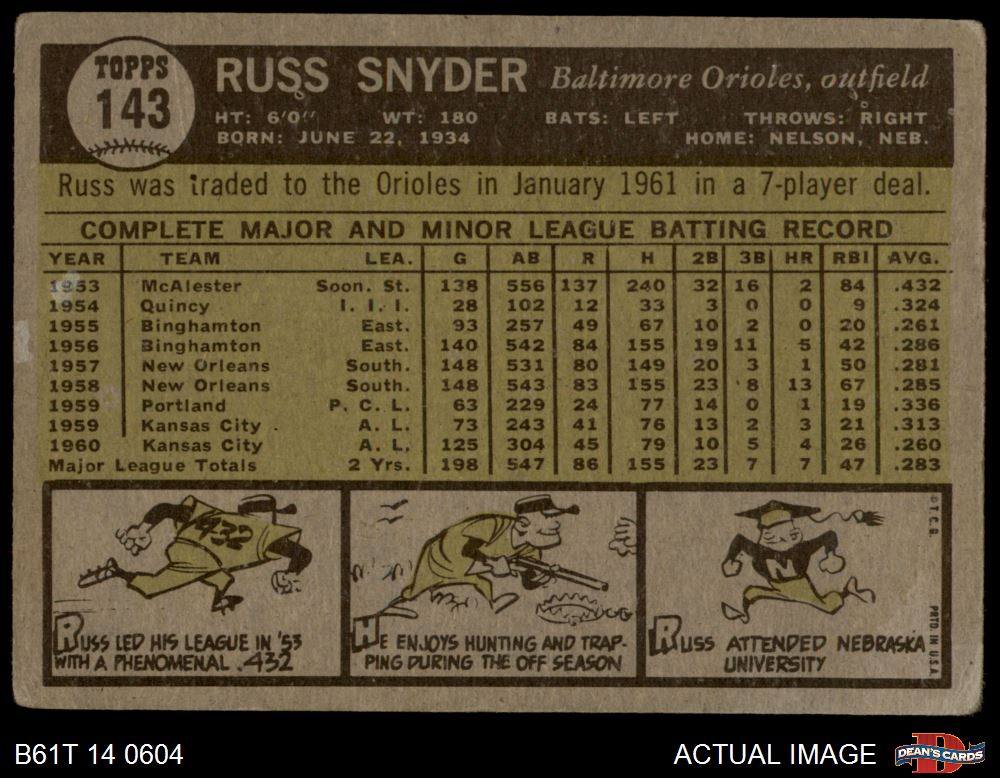 TOPPS
143
RUSS SNYDER Baltimore Orioles, outfield
HT: 6'0" WT: 180 BATS: LEFT THROWS: RIGHT
BORN: JUNE 22, 1934 HOME: NELSON, NEB.
Russ was traded to the Orioles in January 1961 in a 7-player deal.
COMPLETE MAJOR AND MINOR LEAGUE BATTING RECORD
YEAR TEAM LEA. G AB R H 2B 3B HR RBI AVG.
1953 McAlester Soon. St. 138 556 137 240 32 16 2 84 .432
1954 Quincy I. I. I. 28 102 12 33 3 0 0 9 .324
1955 Binghamton East. 93 257 49 67 10 2 0 20 .261
1956 Binghamton East. 140 542 84 155 19 11 5 42 .286
1957 New Orleans South. 148 531 80 149 20 3 1 50 .281
1958 New Orleans South. 148 543 83 155 23 8 13 67 .285
1959 Portland P. C. L. 63 229 24 77 14 0 1 19 .336
1959 Kansas City A. L. 73 243 41 76 13 2 3 21 .313
1960 Kansas City A. L. 125 304 45 79 10 5 4 26 .260
Major League Totals 2 Yrs. 198 547 86 155 23 7 7 47 .283
.432
RUSS LED HIS LEAGUE IN '53
WITH A PHENOMENAL .432
HE ENJOYS HUNTING AND TRAP-
PING DURING THE OFF SEASON
N
RUSS ATTENDED NEBRASKA
UNIVERSITY
© T. C. G.
PRTD IN U.S.A.
B61T 14 0604
ACTUAL IMAGE
DEAN'S CARDS